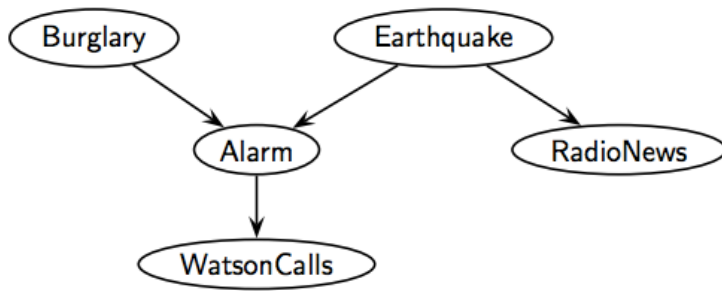 Burglary
Earthquake
Alarm
RadioNews
WatsonCalls